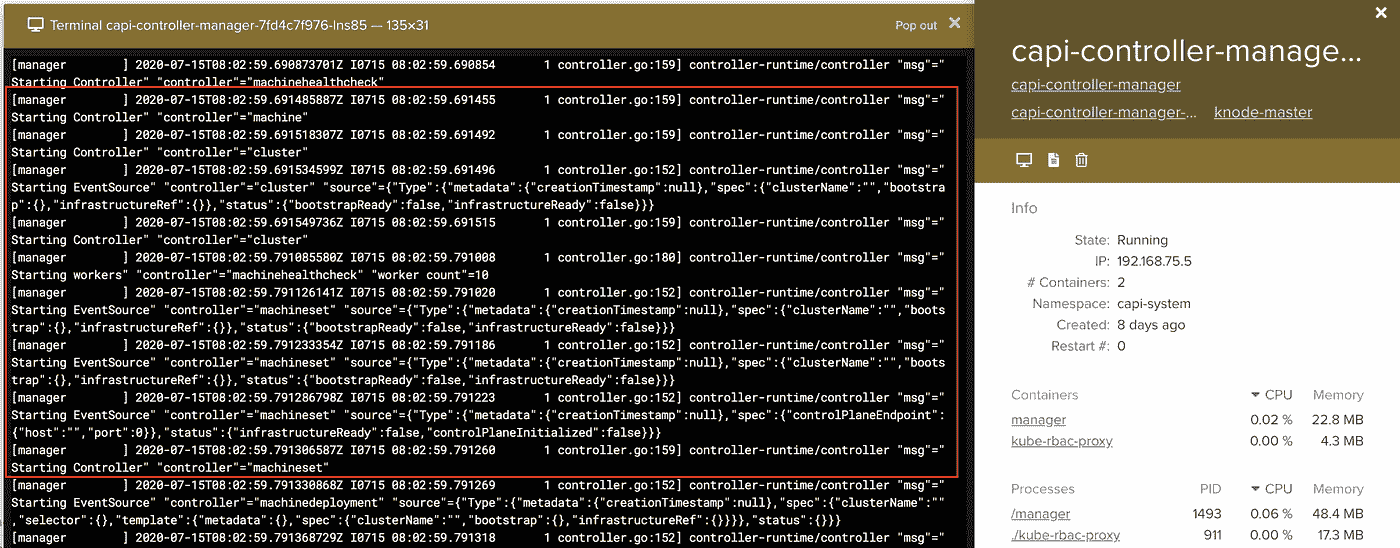 Terminal capi-controller-manager-7fd4c7f976-lns85 — 135×31
Pop out ×
[manager ] 2020-07-15T08:02:59.690873701Z I0715 08:02:59.690854 1 controller.go:159] controller-runtime/controller "msg"="
Starting Controller" "controller"="machinehealthcheck"
[manager ] 2020-07-15T08:02:59.691485887Z I0715 08:02:59.691455 1 controller.go:159] controller-runtime/controller "msg"="
Starting Controller" "controller"="machine"
[manager ] 2020-07-15T08:02:59.691518307Z I0715 08:02:59.691492 1 controller.go:159] controller-runtime/controller "msg"="
Starting Controller" "controller"="cluster"
[manager ] 2020-07-15T08:02:59.691534599Z I0715 08:02:59.691496 1 controller.go:152] controller-runtime/controller "msg"="
Starting EventSource" "controller"="cluster" "source"={"Type":{"metadata":{"creationTimestamp":null},"spec":{"clusterName":"","bootstra
p":{},"infrastructureRef":{}},"status":{"bootstrapReady":false,"infrastructureReady":false}}}
[manager ] 2020-07-15T08:02:59.691549736Z I0715 08:02:59.691515 1 controller.go:159] controller-runtime/controller "msg"="
Starting Controller" "controller"="cluster"
[manager ] 2020-07-15T08:02:59.791085580Z I0715 08:02:59.791008 1 controller.go:180] controller-runtime/controller "msg"="
Starting workers" "controller"="machinehealthcheck" "worker count"=10
[manager ] 2020-07-15T08:02:59.791126141Z I0715 08:02:59.791020 1 controller.go:152] controller-runtime/controller "msg"="
Starting EventSource" "controller"="machineset" "source"={"Type":{"metadata":{"creationTimestamp":null},"spec":{"clusterName":"","boots
trap":{},"infrastructureRef":{}},"status":{"bootstrapReady":false,"infrastructureReady":false}}}
[manager ] 2020-07-15T08:02:59.791233354Z I0715 08:02:59.791186 1 controller.go:152] controller-runtime/controller "msg"="
Starting EventSource" "controller"="machineset" "source"={"Type":{"metadata":{"creationTimestamp":null},"spec":{"clusterName":"","boots
trap":{},"infrastructureRef":{}},"status":{"bootstrapReady":false,"infrastructureReady":false}}}
[manager ] 2020-07-15T08:02:59.791286798Z I0715 08:02:59.791223 1 controller.go:152] controller-runtime/controller "msg"="
Starting EventSource" "controller"="machineset" "source"={"Type":{"metadata":{"creationTimestamp":null},"spec":{"controlPlaneEndpoint":
{"host":"","port":0}},"status":{"infrastructureReady":false,"controlPlaneInitialized":false}}}
[manager ] 2020-07-15T08:02:59.791306587Z I0715 08:02:59.791260 1 controller.go:159] controller-runtime/controller "msg"="
Starting Controller" "controller"="machineset"
[manager ] 2020-07-15T08:02:59.791330868Z I0715 08:02:59.791269 1 controller.go:152] controller-runtime/controller "msg"="
Starting EventSource" "controller"="machinedeployment" "source"={"Type":{"metadata":{"creationTimestamp":null},"spec":{"clusterName":""
,"selector":{},"template":{"metadata":{},"spec":{"clusterName":"","bootstrap":{},"infrastructureRef":{}}}},"status":{}}}
[manager ] 2020-07-15T08:02:59.791368729Z I0715 08:02:59.791318 1 controller.go:152] controller-runtime/controller "msg"="
×
capi-controller-manage...
capi-controller-manager
capi-controller-manager-... knode-master
Info
State: Running
IP: 192.168.75.5
# Containers: 2
Namespace: capi-system
Created: 8 days ago
Restart #: 0
Containers CPU Memory
manager 0.02 % 22.8 MB
kube-rbac-proxy 0.00 % 4.3 MB
Processes PID CPU Memory
/manager 1493 0.06 % 48.4 MB
./kube-rbac-proxy 911 0.00 % 17.3 MB